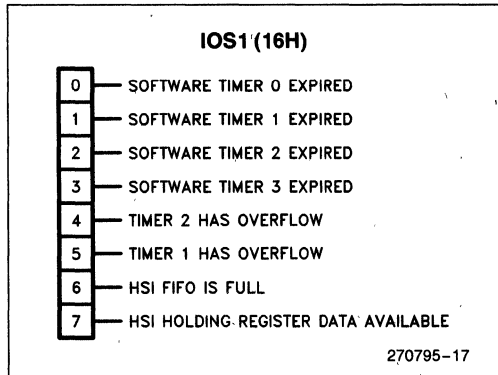 IOS1 (16H)
0 SOFTWARE TIMER 0 EXPIRED
1 SOFTWARE TIMER 1 EXPIRED
2 SOFTWARE TIMER 2 EXPIRED
3 SOFTWARE TIMER 3 EXPIRED
4 TIMER 2 HAS OVERFLOW
5 TIMER 1 HAS OVERFLOW
6 HSI FIFO IS FULL
7 HSI HOLDING REGISTER DATA AVAILABLE
270795-17